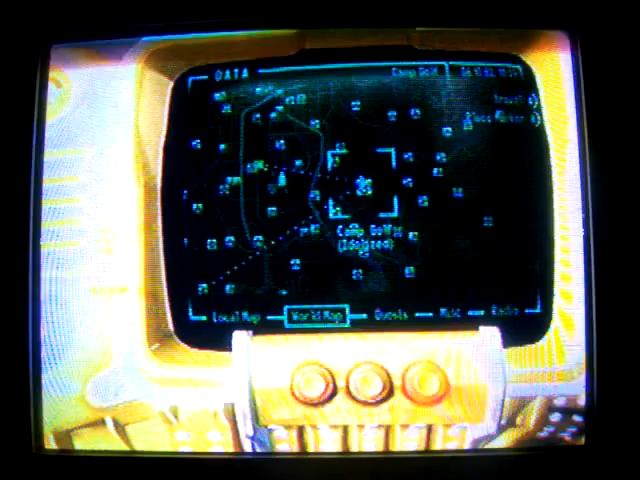 DATA
Camp Golf
Travel
Place Marker
Camp Golf
(Idolized)
Local Map
World Map
Quests
Misc
Radio